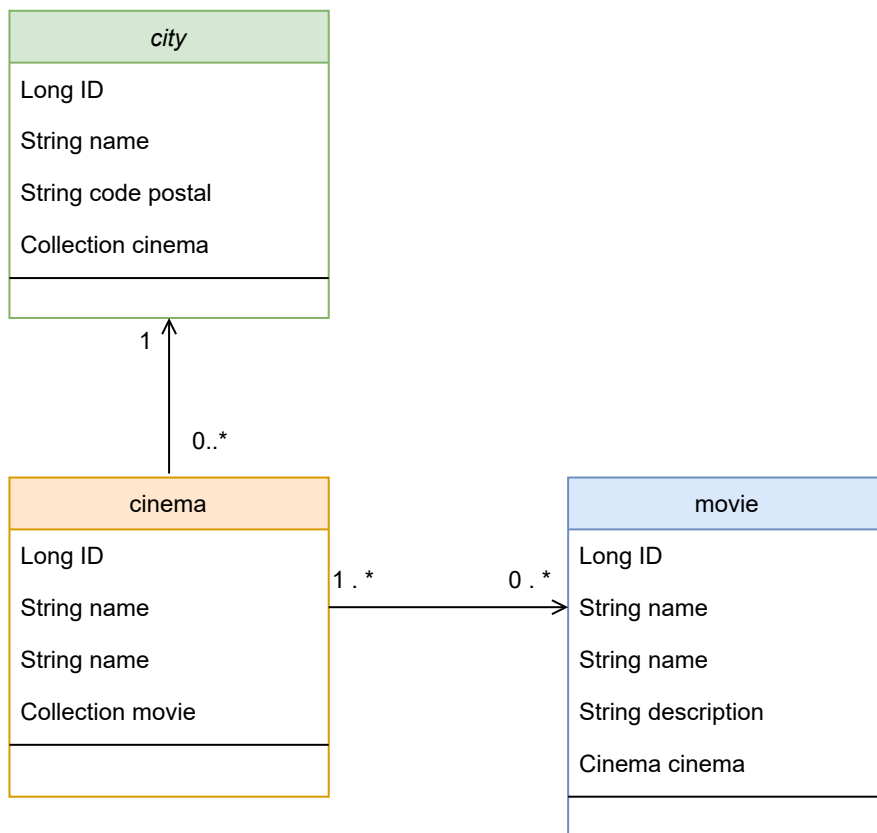 city
Long ID
String name
String code postal
Collection cinema
1
0..*
cinema
Long ID
String name
String name
Collection movie
1 . *
0 . *
movie
Long ID
String name
String name
String description
Cinema cinema